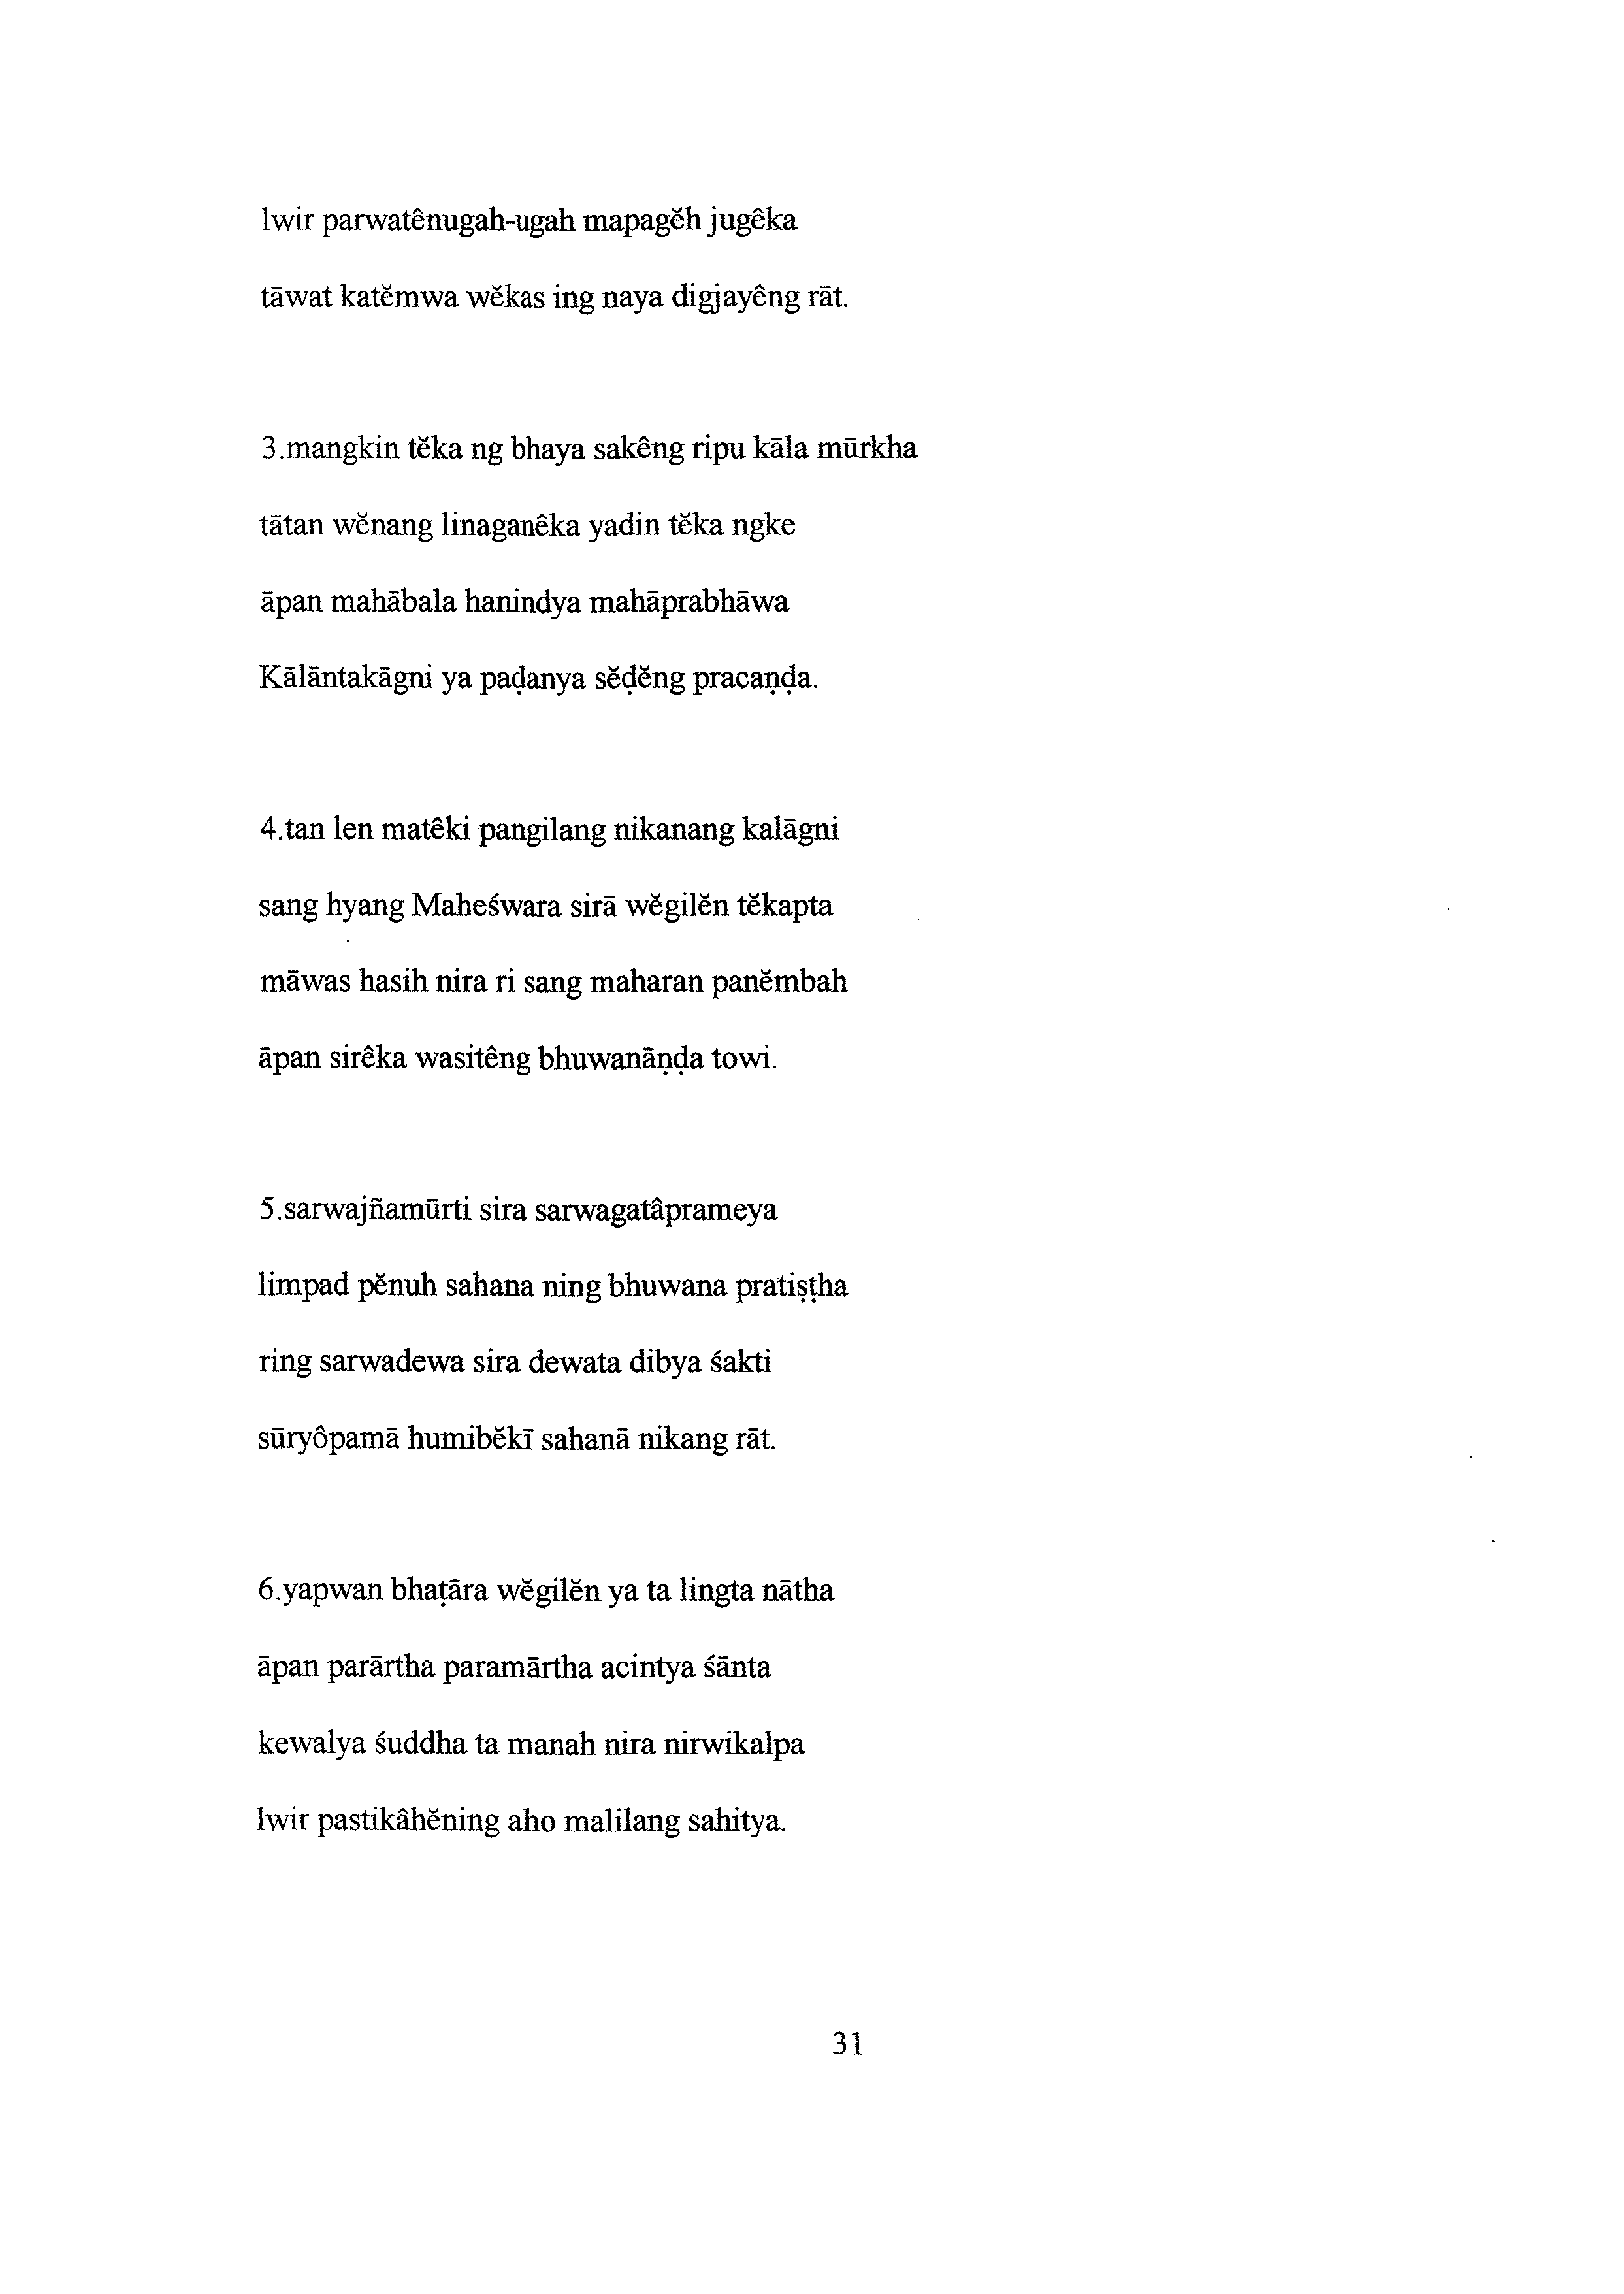 lwir parwatênugah-ugah mapagĕh jugêka
tāwat katĕmwa wĕkas ing naya digjayêng rāt.
3.mangkin tĕka ng bhaya sakêng ripu kāla mūrkha
tātan wĕnang linaganêka yadin tĕka ngke
āpan mahābala hanindya mahāprabhāwa
Kālāntakāgni ya paḍanya sĕḍĕng pracaṇḍa.
4.tan len matêki pangilang nikanang kalāgni
sang hyang Maheśwara sirā wĕgilĕn tĕkapta
māwas hasih nira ri sang maharan panĕmbah
āpan sirêka wasitêng bhuwanāṇḍa towi.
5.sarwajñamūrti sira sarwagatâprameya
limpad pĕnuh sahana ning bhuwana pratiṣṭha
ring sarwadewa sira dewata dibya śakti
sūryôpamā humibĕkī sahanā nikang rāt.
6.yapwan bhaṭāra wĕgilĕn ya ta lingta nātha
āpan parārtha paramārtha acintya śānta
kewalya śuddha ta manah nira nirwikalpa
lwir pastikâhĕning aho malilang sahitya.
31